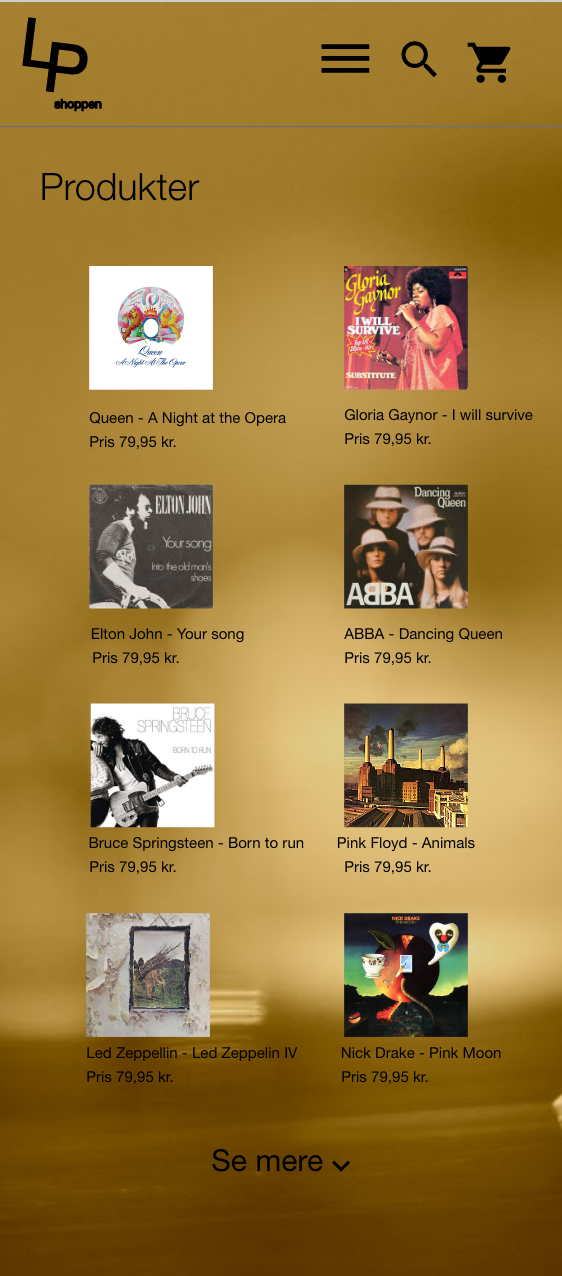 LP
shoppen
Produkter
Queen
A Night At The Opera
Gloria
Gaynor
I WILL
SURVIVE
SUBSTITUTE
Queen - A Night at the Opera
Pris 79,95 kr.
Gloria Gaynor - I will survive
Pris 79,95 kr.
ELTON JOHN
Your song
Into the old man's
shoes
Dancing
Queen
ABBA
Elton John - Your song
Pris 79,95 kr.
ABBA - Dancing Queen
Pris 79,95 kr.
BRUCE
SPRINGSTEEN
BORN TO RUN
Bruce Springsteen - Born to run
Pris 79,95 kr.
Pink Floyd - Animals
Pris 79,95 kr.
NICK DRAKE
PINK MOON
Led Zeppellin - Led Zeppelin IV
Pris 79,95 kr.
Nick Drake - Pink Moon
Pris 79,95 kr.
Se mere